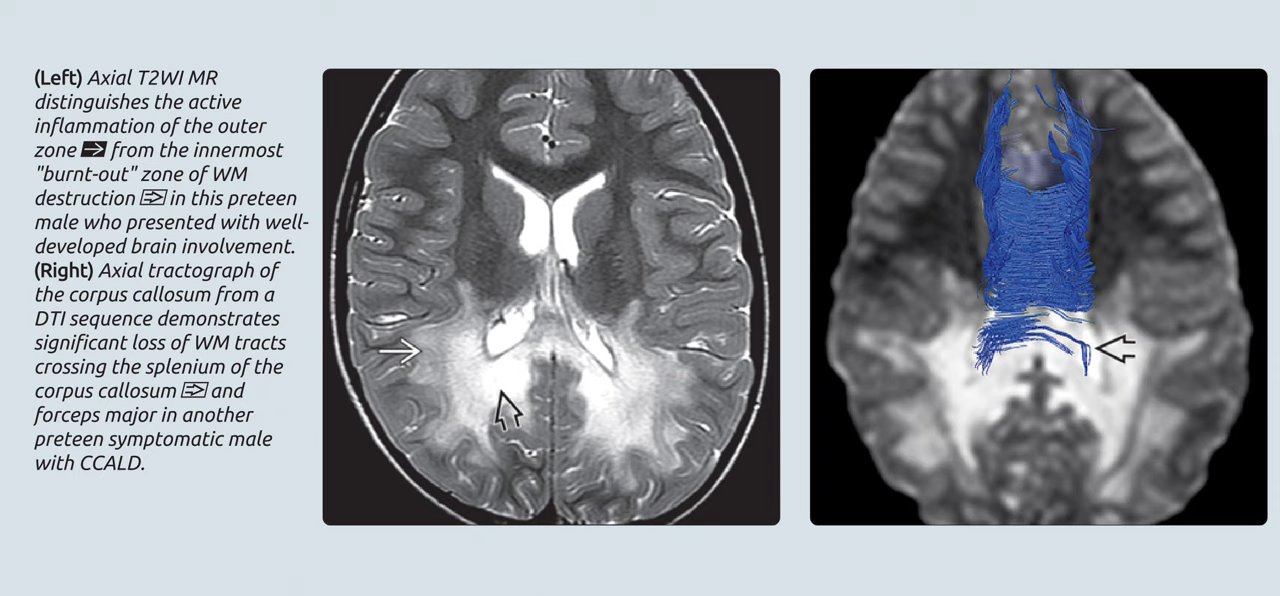 (Left) Axial T2WI MR
distinguishes the active
inflammation of the outer
zone ➡ from the innermost
"burnt-out" zone of WM
destruction ⇨ in this preteen
male who presented with well-
developed brain involvement.
(Right) Axial tractograph of
the corpus callosum from a
DTI sequence demonstrates
significant loss of WM tracts
crossing the splenium of the
corpus callosum ⇨ and
forceps major in another
preteen symptomatic male
with CCALD.